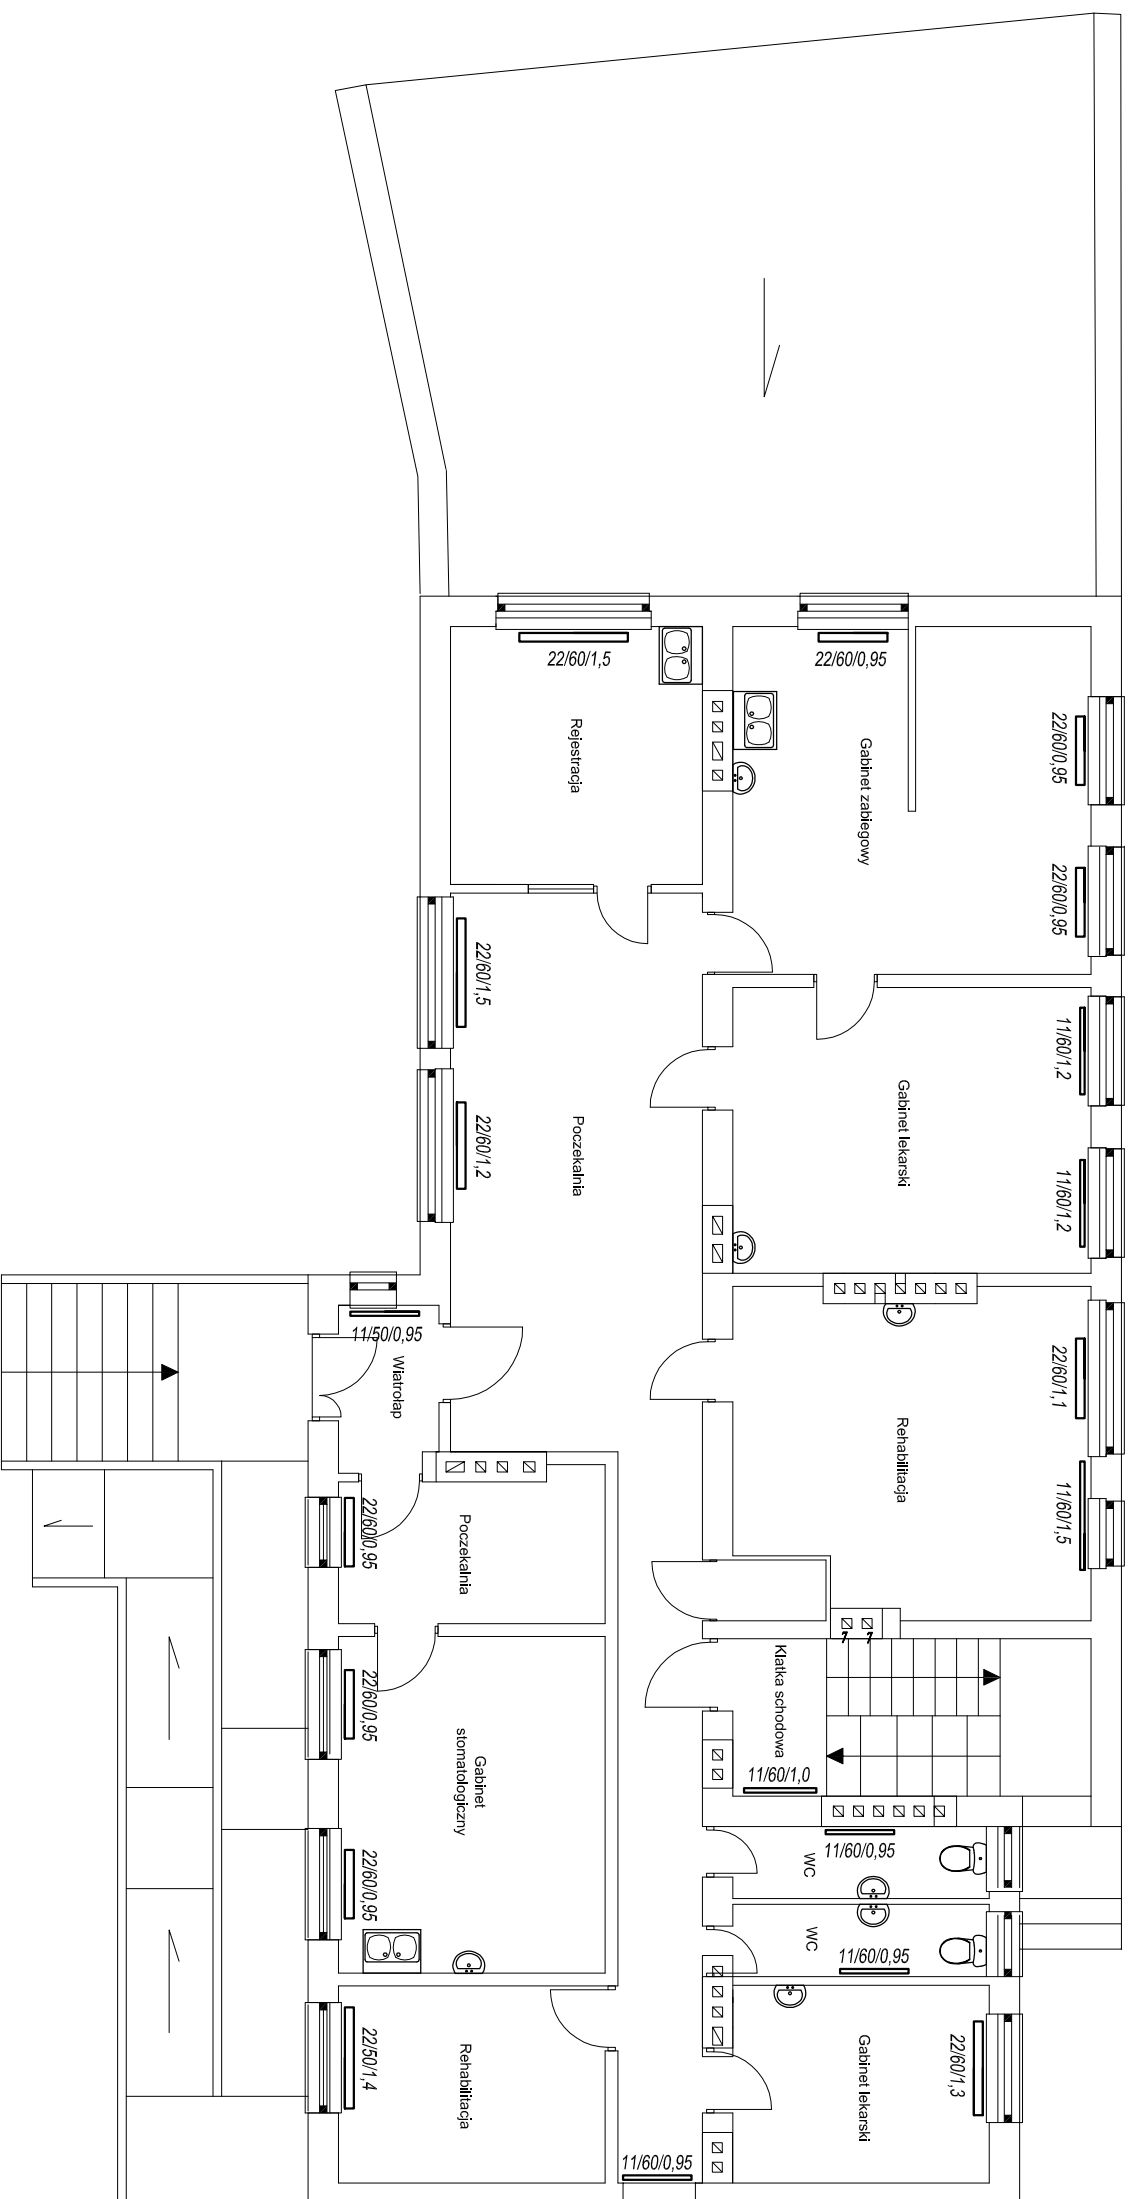 22/60/1,5
22/60/0,95
22/60/0,95
Rejestracja
Gabinet zabiegowy
22/60/0,95
22/60/1,5
11/60/1,2
22/60/1,2
Poczekalnia
Gabinet lekarski
11/60/1,2
11/50/0,95
Wiatrołap
22/60/1,1
Rehabilitacja
11/60/1,5
22/60/0,95
Poczekalnia
7 7
Klatka schodowa
22/60/0,95
Gabinet
stomatologiczny
11/60/1,0
22/60/0,95
11/60/0,95
WC
WC
11/60/0,95
22/50/1,4
Rehabilitacja
Gabinet lekarski
22/60/1,3
11/60/0,95